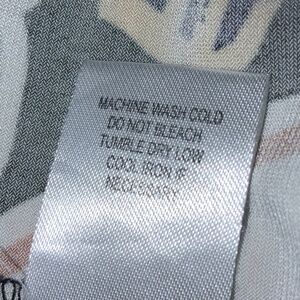 MACHINE WASH COLD
DO NOT BLEACH
TUMBLE DRY LOW
COOL IRON IF
NECESSARY